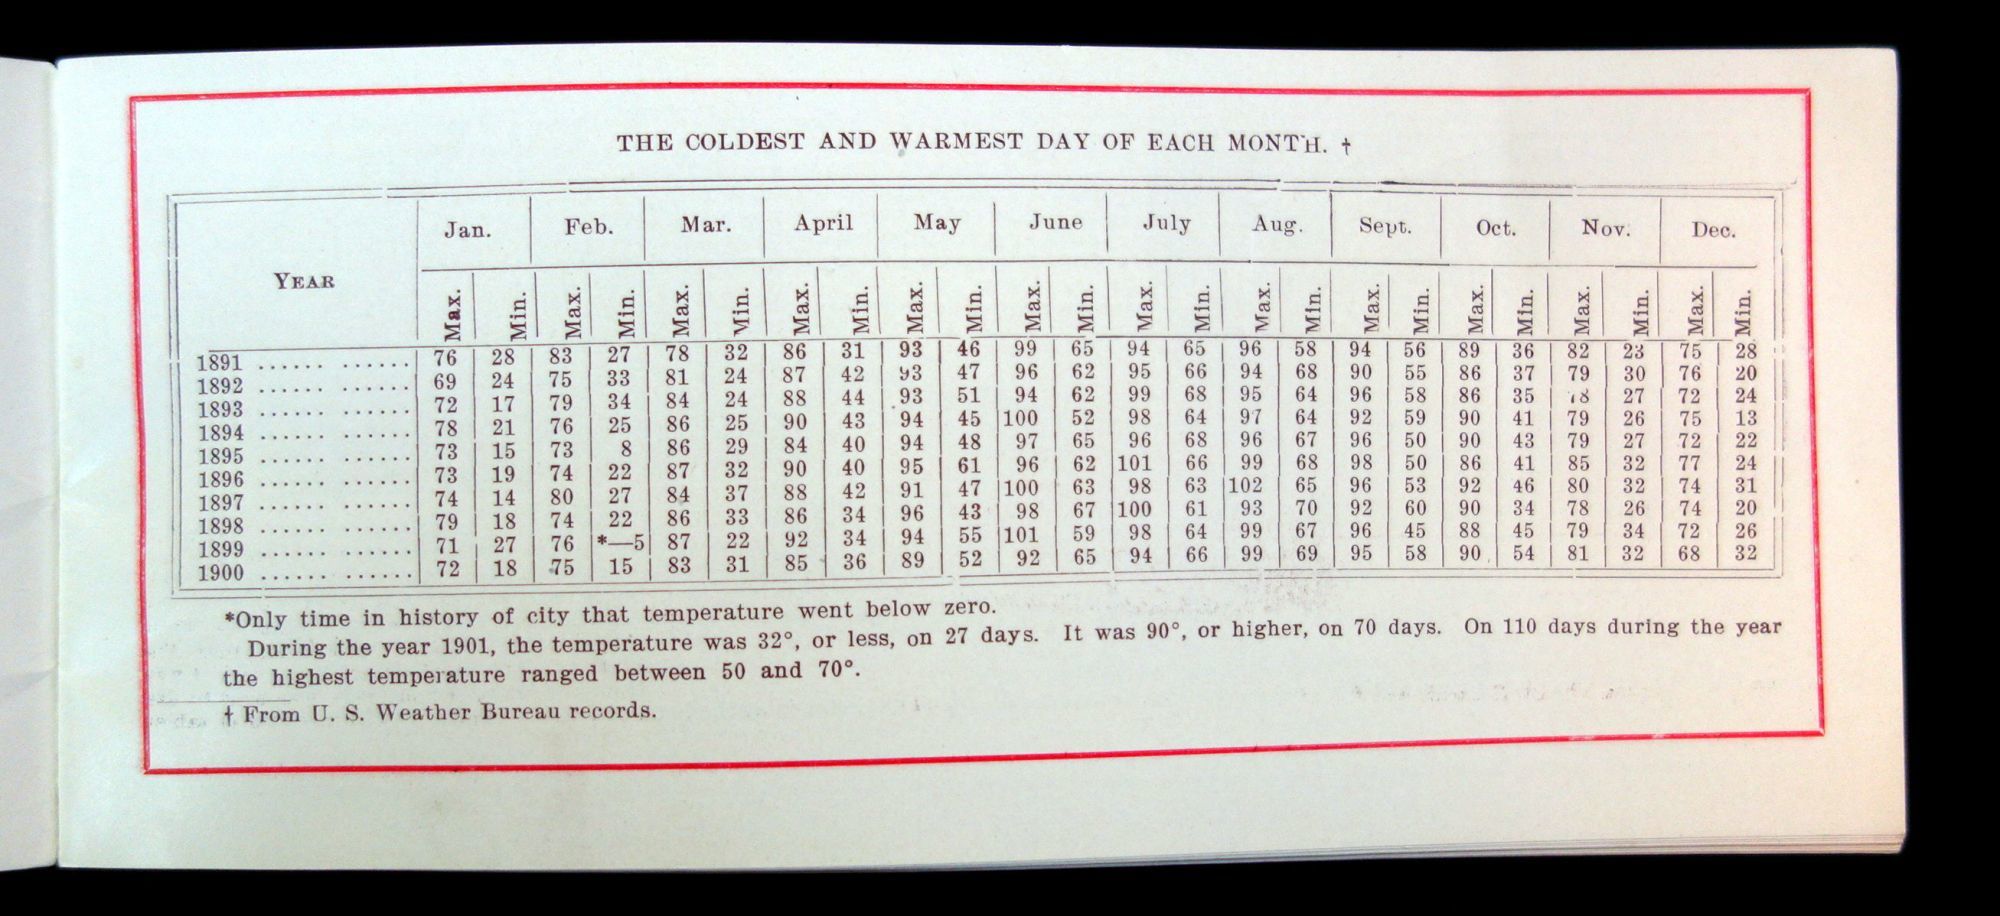 THE COLDEST AND WARMEST DAY OF EACH MONTH. †
YEAR Jan. Feb. Mar. April May June July Aug. Sept. Oct. Nov. Dec.
Max. Min. Max. Min. Max. Min. Max. Min. Max. Min. Max. Min. Max. Min. Max. Min. Max. Min. Max. Min. Max. Min. Max. Min.
1891 ...... ...... 76 28 83 27 78 32 86 31 93 46 99 65 94 65 96 58 94 56 89 36 82 23 75 28
1892 ...... ...... 69 24 75 33 81 24 87 42 93 47 96 62 95 66 94 68 90 55 86 37 79 30 76 20
1893 ...... ...... 72 17 79 34 84 24 88 44 93 51 94 62 99 68 95 64 96 58 86 35 27 72 24
1894 ...... ...... 78 21 76 25 86 25 90 43 94 45 100 52 98 64 97 64 92 59 90 41 79 26 75 13
1895 ...... ...... 73 15 73 8 86 29 84 40 94 48 97 65 96 68 96 67 96 50 90 43 79 27 72 22
1896 ...... ...... 73 19 74 22 87 32 90 40 95 61 96 62 101 66 99 68 98 50 86 41 85 32 77 24
1897 ...... ...... 74 14 80 27 84 37 88 42 91 47 100 63 98 63 102 65 96 53 92 46 80 32 74 31
1898 ...... ...... 79 18 74 22 86 33 86 34 96 43 98 67 100 61 93 70 92 60 90 34 78 26 74 20
1899 ...... ...... 71 27 76 *—5 87 22 92 34 94 55 101 59 98 64 99 67 96 45 88 45 79 34 72 26
1900 ...... ...... 72 18 75 15 83 31 85 36 89 52 92 65 94 66 99 69 95 58 90 54 81 32 68 32
*Only time in history of city that temperature went below zero.
During the year 1901, the temperature was 32°, or less, on 27 days. It was 90°, or higher, on 70 days. On 110 days during the year
the highest temperature ranged between 50 and 70°.
† From U. S. Weather Bureau records.